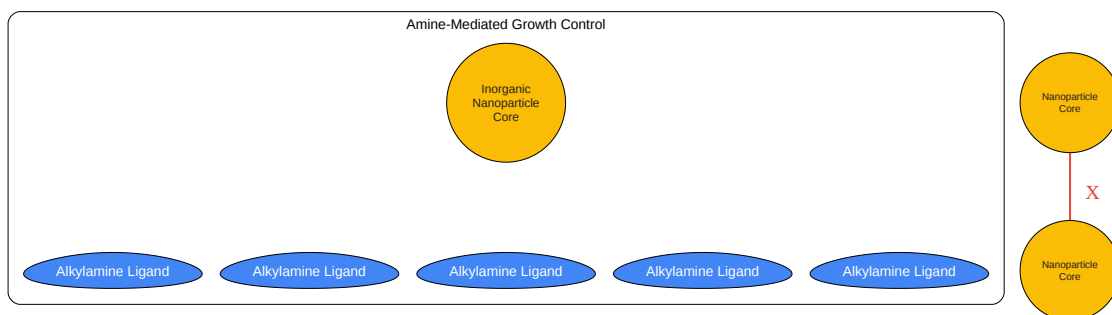 Amine-Mediated Growth Control
Inorganic
Nanoparticle
Core
Nanoparticle
Core
X
Alkylamine Ligand
Alkylamine Ligand
Alkylamine Ligand
Alkylamine Ligand
Alkylamine Ligand
Nanoparticle
Core